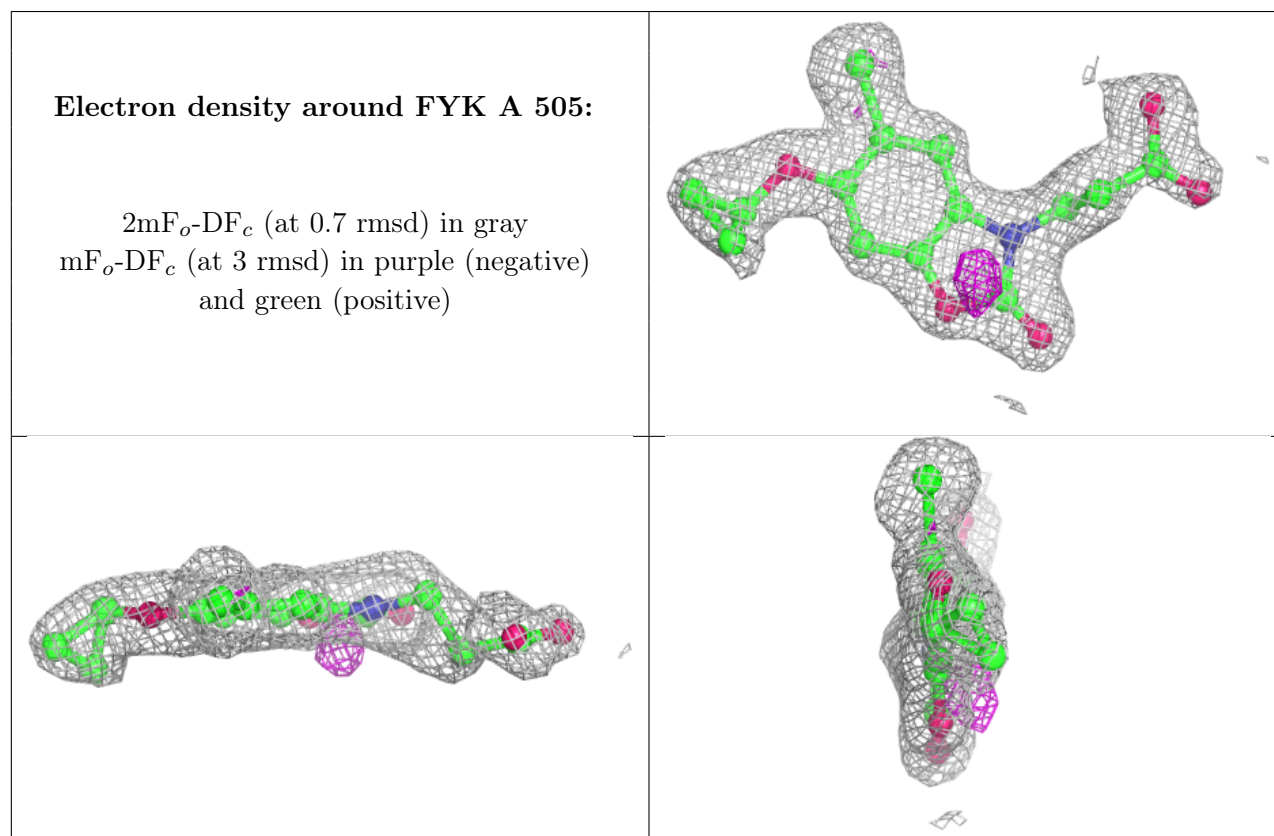 Electron density around FYK A 505:
2mFo-DFc (at 0.7 rmsd) in gray
mFo-DFc (at 3 rmsd) in purple (negative)
and green (positive)